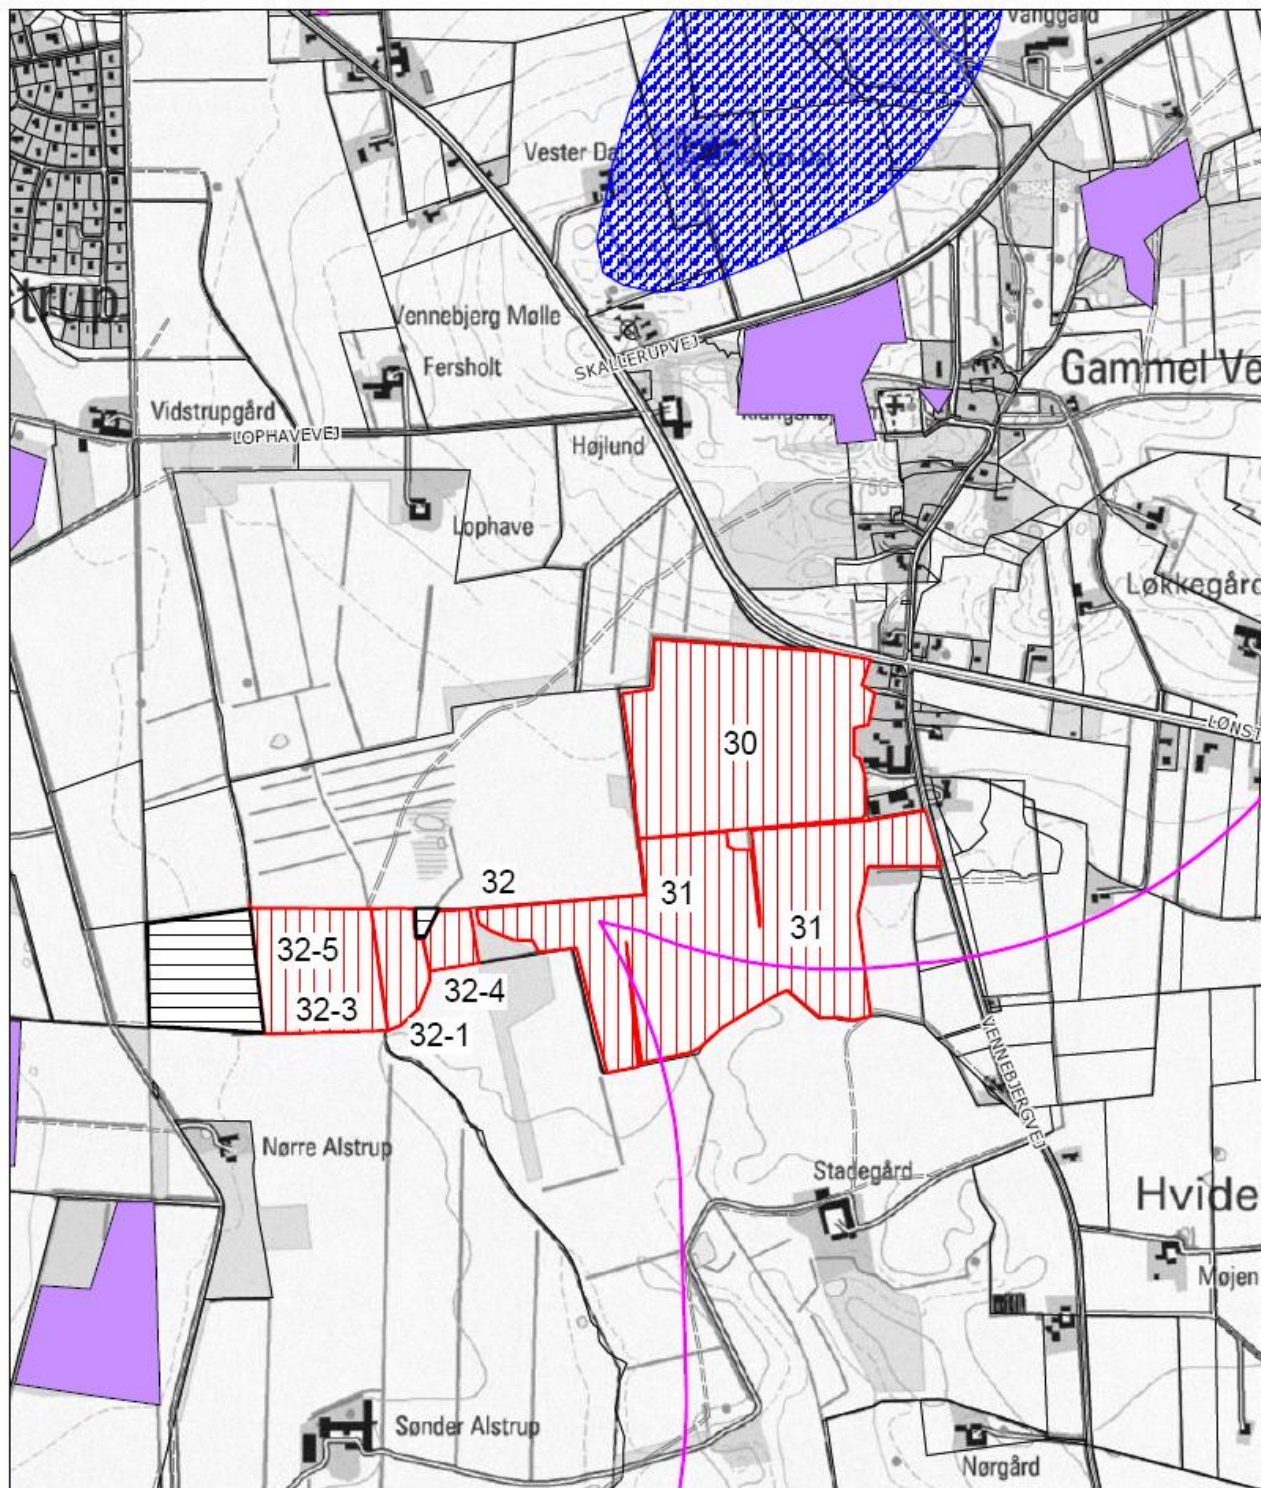 Vanggård
Vester Da
Vennebjerg Mølle
SKALLERUPVEJ
Fersholt
Gammel Ve
Vidstrupgård
LOPHAVEVEJ
Højlund
50
Lophave
Løkkegård
LØNST
30
32
31
31
32-5
32-3
32-4
32-1
VENNEBJERGVEJ
Nørre Alstrup
Stadegård
Hvide
Møjen
Sønder Alstrup
Nørgård